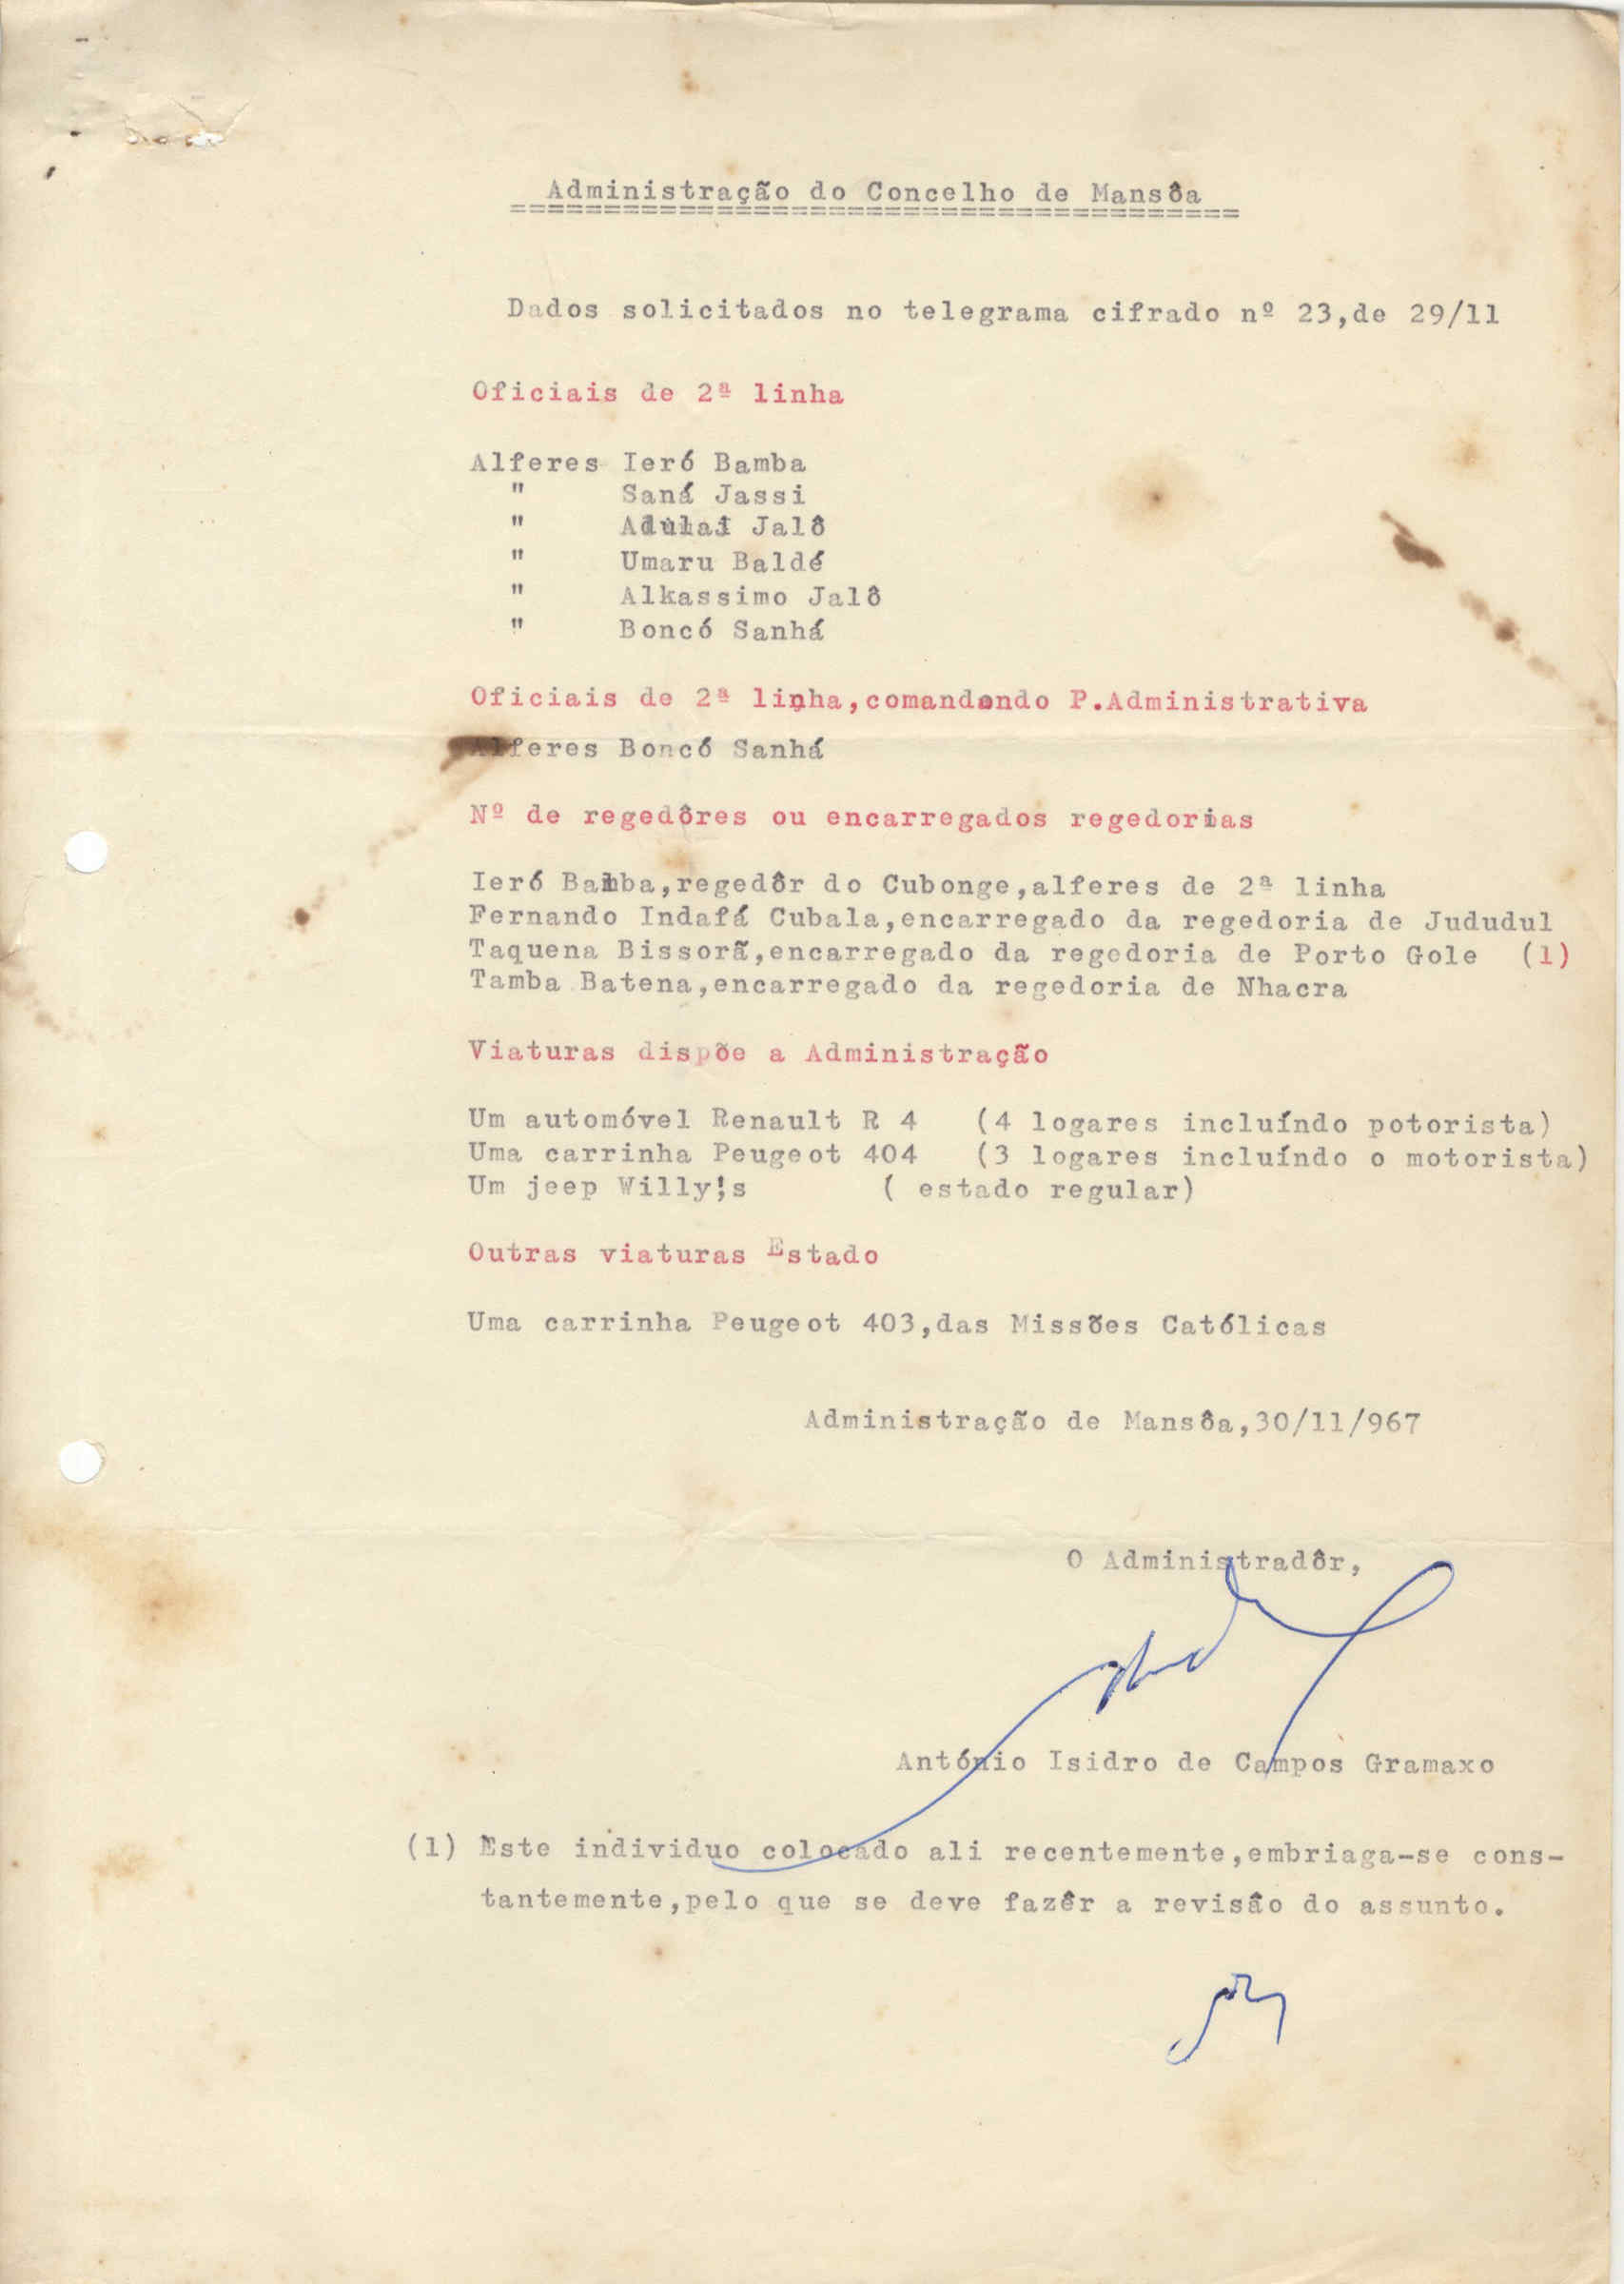 Administração do Concelho de Mansôa
=======================================
Dados solicitados no telegrama cifrado nº 23,de 29/11
Oficiais de 2ª linha
Alferes Ieró Bamba
" Saná Jassi
" Adulai Jalô
" Umaru Baldé
" Alkassimo Jalô
" Boncó Sanhá
Oficiais de 2ª linha,comandando P.Administrativa
Alferes Boncó Sanhá
Nº de regedôres ou encarregados regedorias
Ieró Bamba,regedôr do Cubonge,alferes de 2ª linha
Fernando Indafá Cubala,encarregado da regedoria de Jududul
Taquena Bissorã,encarregado da regedoria de Porto Gole (1)
Tamba Batena,encarregado da regedoria de Nhacra
Viaturas dispõe a Administração
Um automóvel Renault R 4 (4 logares incluíndo potorista)
Uma carrinha Peugeot 404 (3 logares incluíndo o motorista)
Um jeep Willy's ( estado regular)
Outras viaturas Estado
Uma carrinha Peugeot 403,das Missões Católicas
Administração de Mansôa,30/11/967
O Administradôr,
António Isidro de Campos Gramaxo
(1) Este individuo colocado ali recentemente,embriaga-se cons-
tantemente,pelo que se deve fazêr a revisão do assunto.